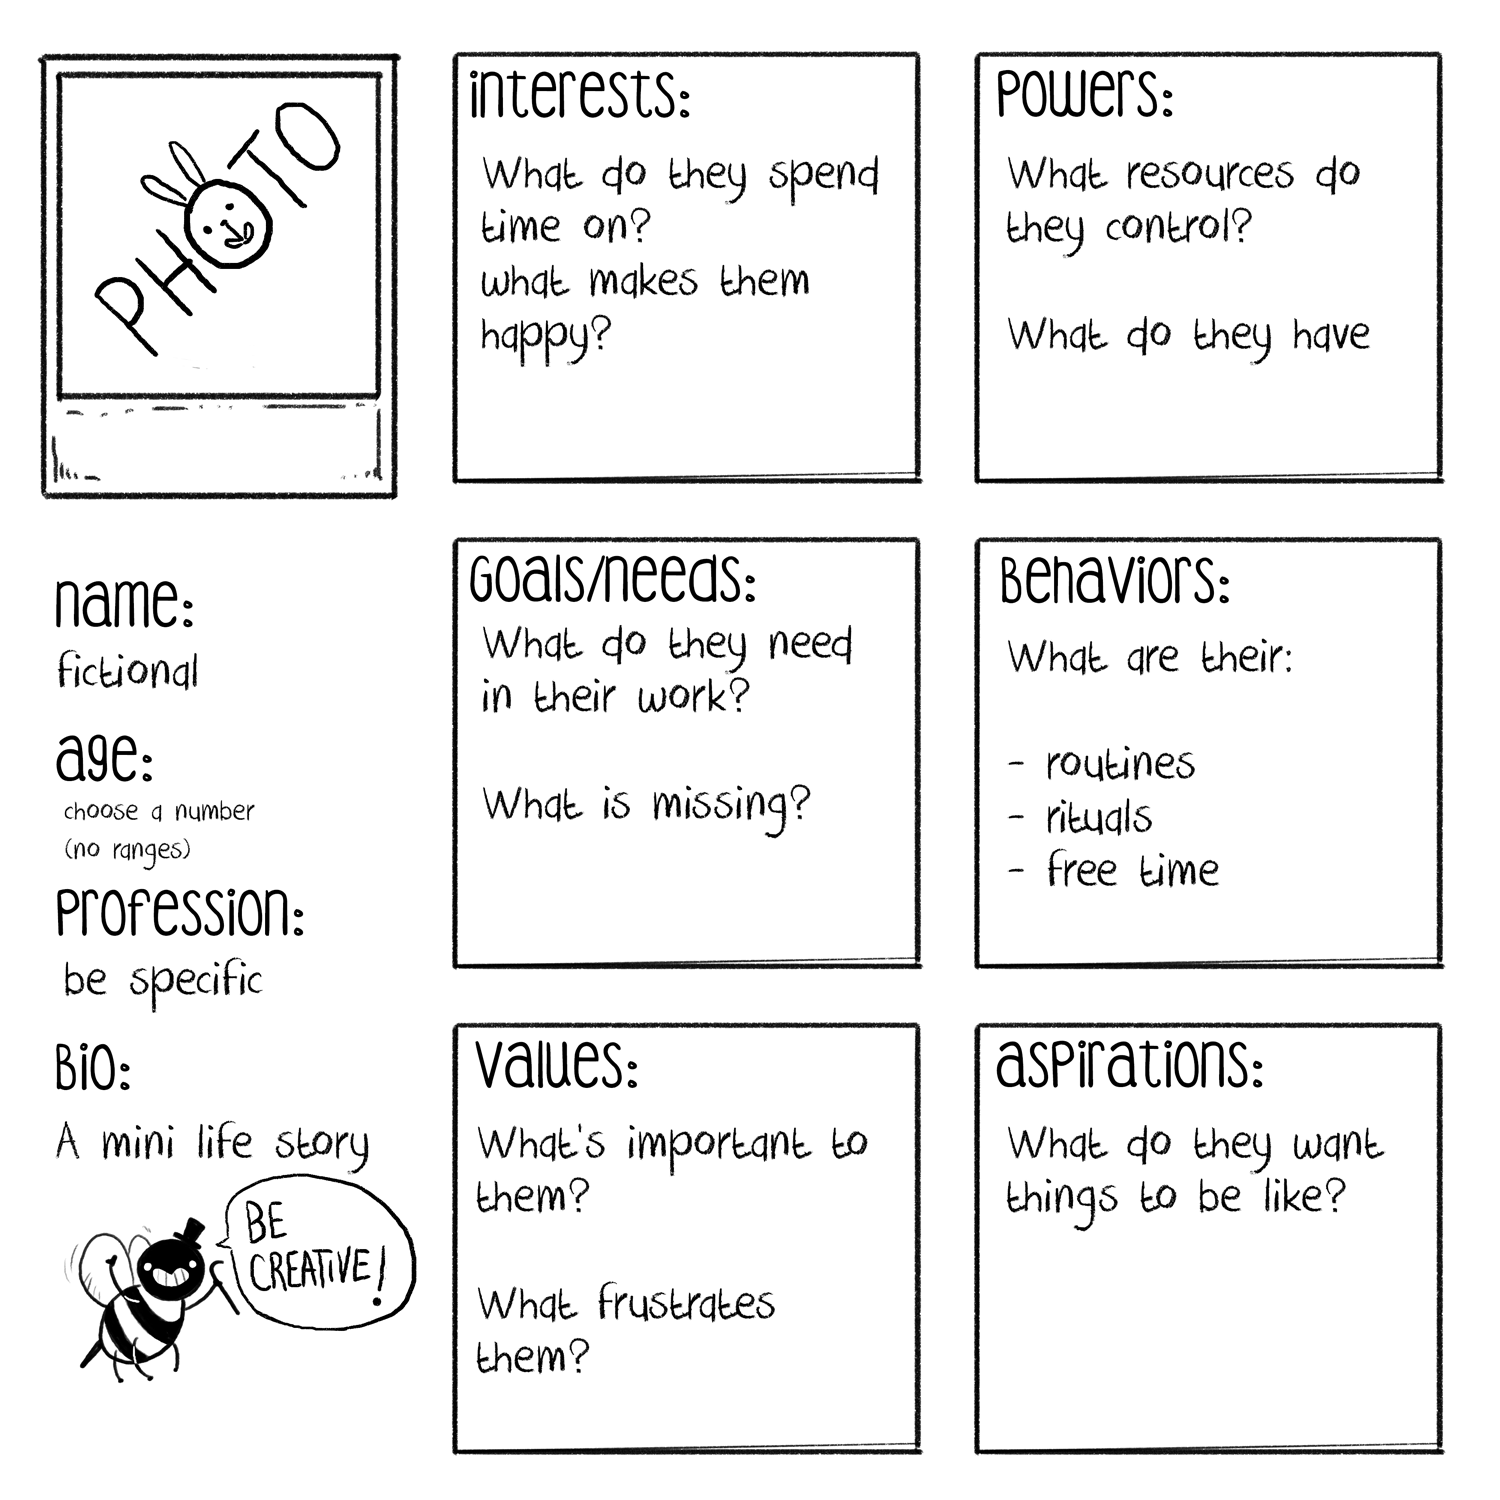 PHOTO
name:
fictional
age:
choose a number
(no ranges)
Profession:
be specific
Bio:
A mini life story
BE
CREATIVE!
interests:
What do they spend
time on?
what makes them
happy?
Powers:
What resources do
they control?
What do they have
Goals/needs:
What do they need
in their work?
What is missing?
Behaviors:
What are their:
- routines
- rituals
- free time
values:
What's important to
them?
What frustrates
them?
aspirations:
What do they want
things to be like?